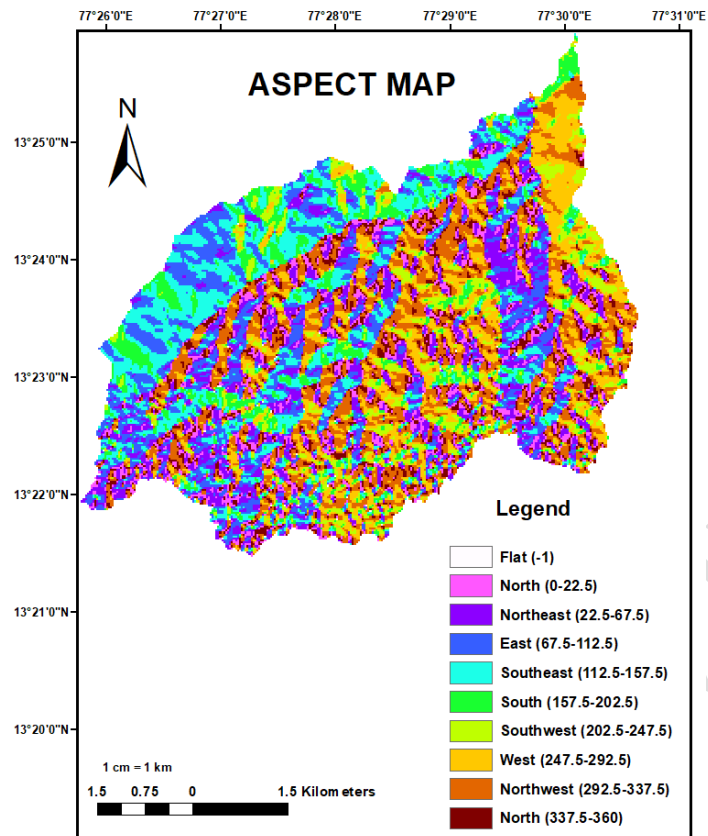 77°26'0"E 77°27'0"E 77°28'0"E 77°29'0"E 77°30'0"E 77°31'0"E
ASPECT MAP
N
13°25'0"N
13°24'0"N
13°23'0"N
13°22'0"N
13°21'0"N
13°20'0"N
Legend
Flat (-1)
North (0-22.5)
Northeast (22.5-67.5)
East (67.5-112.5)
Southeast (112.5-157.5)
South (157.5-202.5)
Southwest (202.5-247.5)
West (247.5-292.5)
Northwest (292.5-337.5)
North (337.5-360)
1 cm = 1 km
1.5 0.75 0 1.5 Kilometers